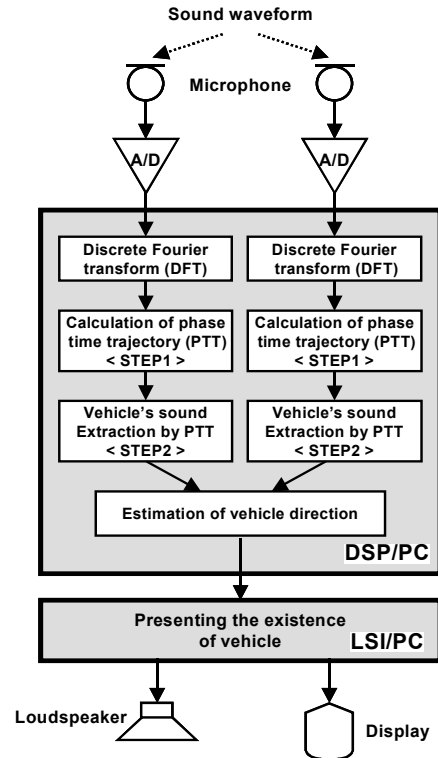 Sound waveform
Microphone
A/D
A/D
Discrete Fourier
transform (DFT)
Discrete Fourier
transform (DFT)
Calculation of phase
time trajectory (PTT)
< STEP1 >
Calculation of phase
time trajectory (PTT)
< STEP1 >
Vehicle's sound
Extraction by PTT
< STEP2 >
Vehicle's sound
Extraction by PTT
< STEP2 >
Estimation of vehicle direction
DSP/PC
Presenting the existence
of vehicle
LSI/PC
Loudspeaker
Display